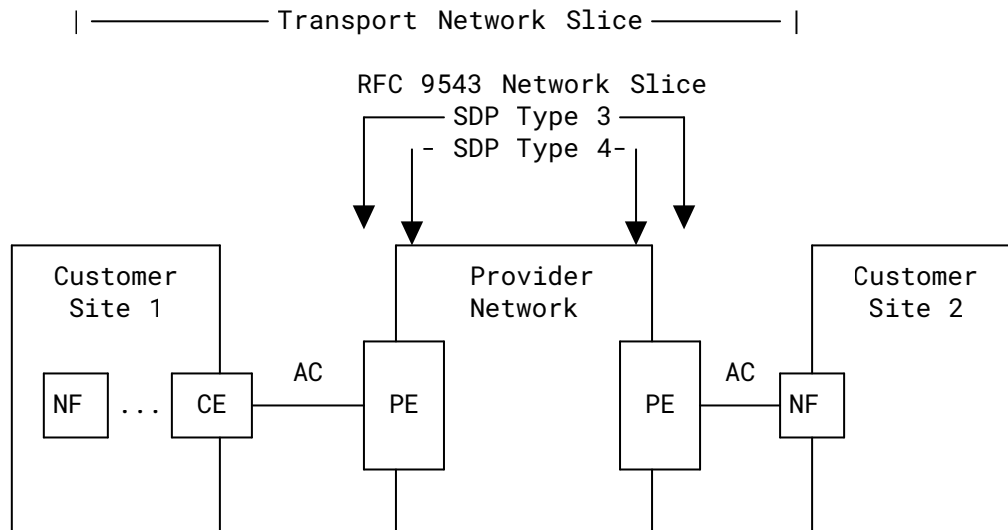 | Transport Network Slice |
RFC 9543 Network Slice
SDP Type 3
- SDP Type 4-
Customer
Site 1
Provider
Network
Customer
Site 2
AC
AC
NF
...
CE
PE
PE
NF